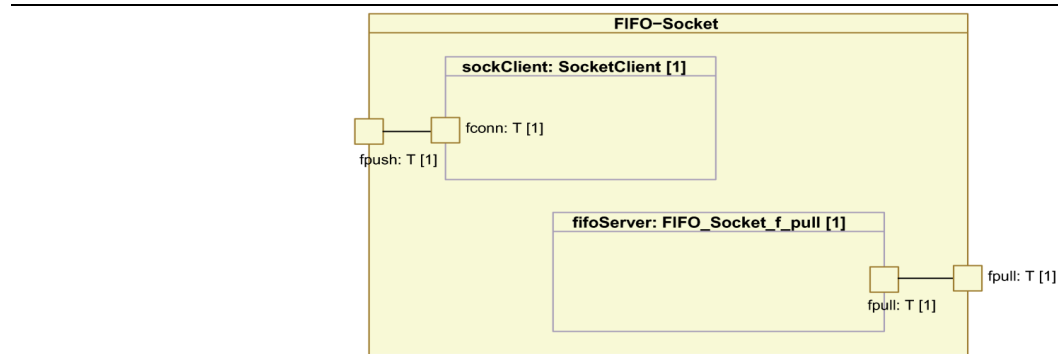 FIFO−Socket
sockClient: SocketClient [1]
fconn: T [1]
fpush: T [1]
fifoServer: FIFO_Socket_f_pull [1]
fpull: T [1]
fpull: T [1]